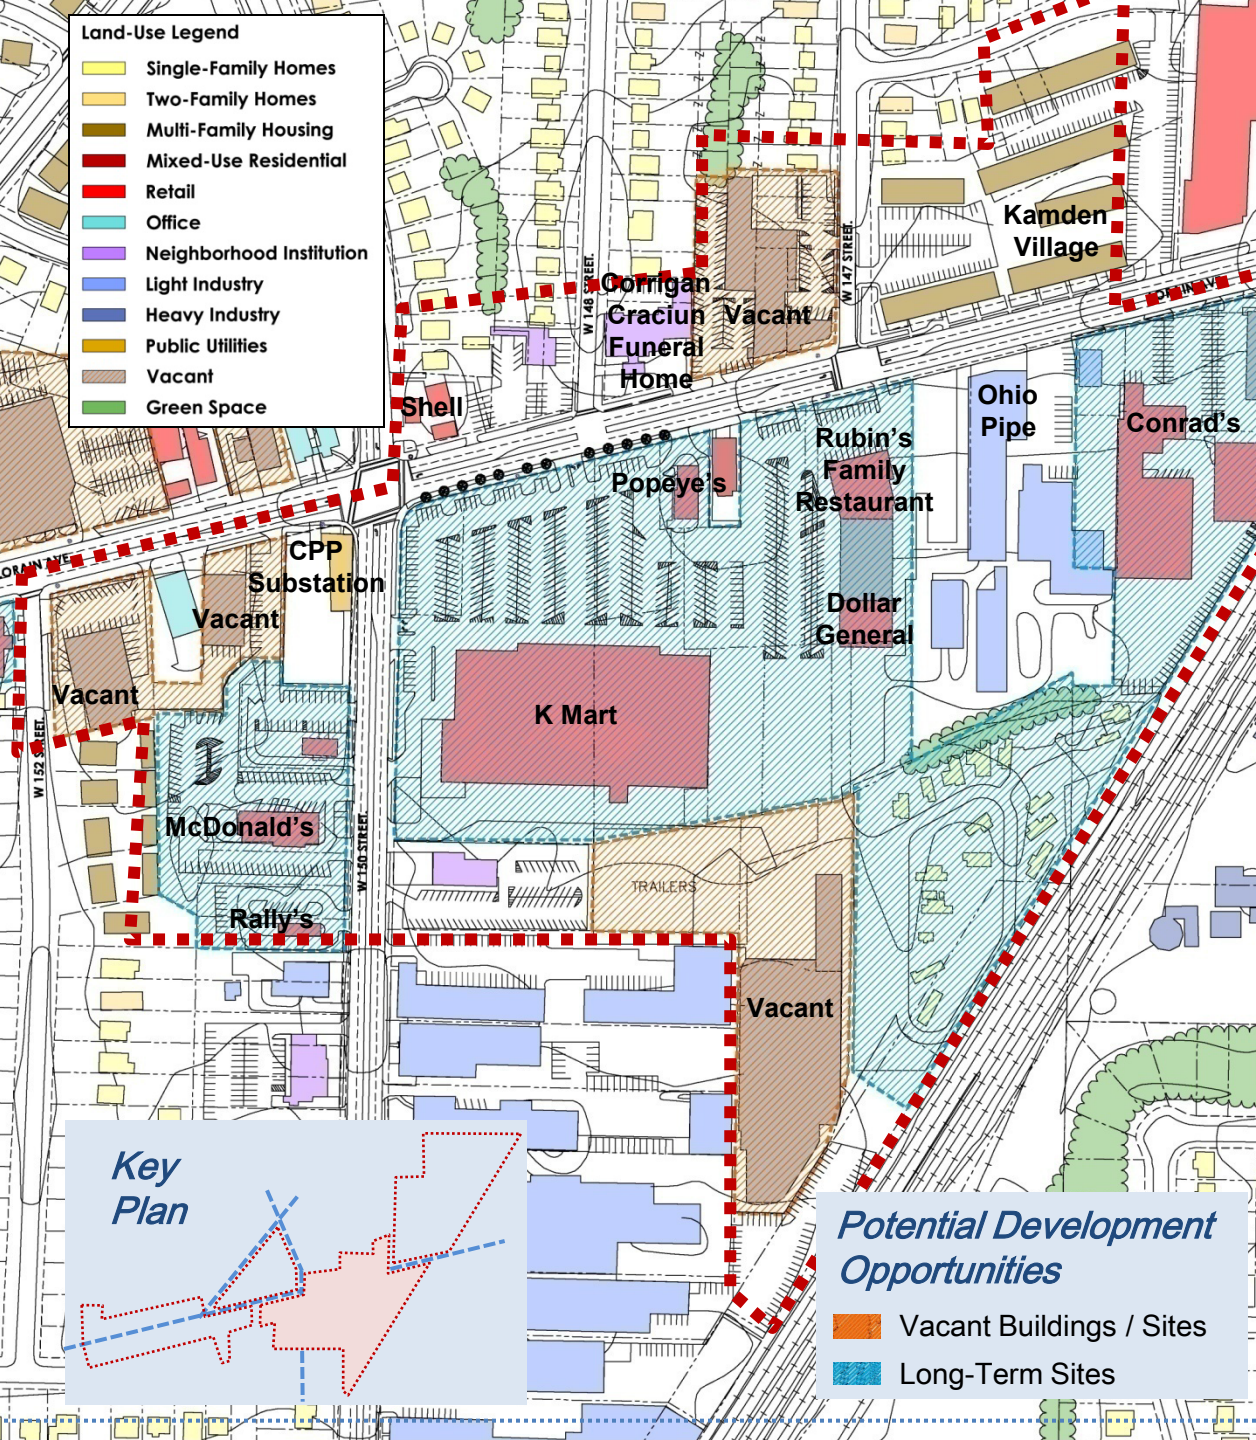 Land-Use Legend
Single-Family Homes
Two-Family Homes
Multi-Family Housing
Mixed-Use Residential
Retail
Office
Neighborhood Institution
Light Industry
Heavy Industry
Public Utilities
Vacant
Green Space
Kamden
Village
W 148 STREET.
W 147 STREET.
Corrigan
Craciun
Funeral
Home
Vacant
Shell
Ohio
Pipe
Conrad's
Rubin's
Family
Restaurant
Popeye's
LORAIN AVE.
CPP
Substation
Vacant
Dollar
General
Vacant
K Mart
W 152 STREET.
W 150 STREET.
McDonald's
TRAILERS
Rally's
Vacant
Key
Plan
Potential Development
Opportunities
Vacant Buildings / Sites
Long-Term Sites